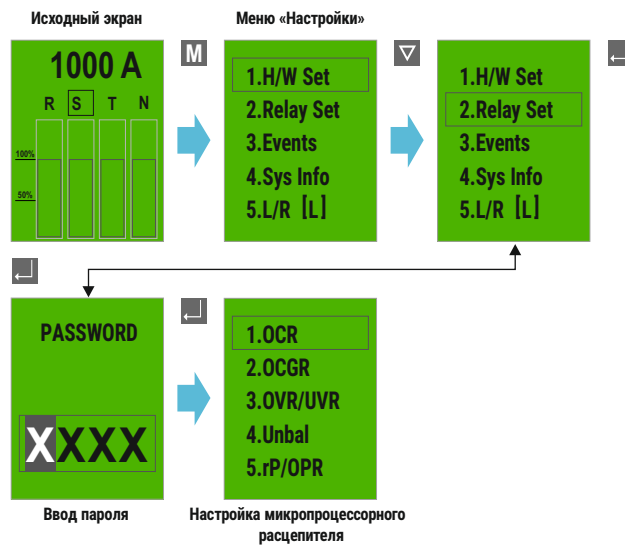 Исходный экран
Меню «Настройки»
1000 A
R S T N
100%
50%
M
1.H/W Set
2.Relay Set
3.Events
4.Sys Info
5.L/R [L]
1.H/W Set
2.Relay Set
3.Events
4.Sys Info
5.L/R [L]
PASSWORD
XXXX
Ввод пароля
1.OCR
2.OCGR
3.OVR/UVR
4.Unbal
5.rP/OPR
Настройка микропроцессорного
расцепителя